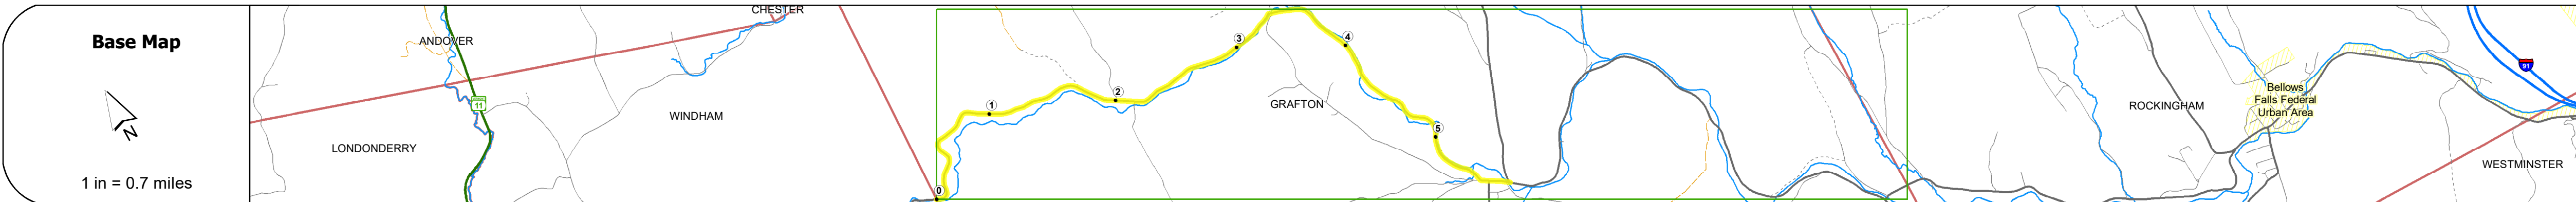 Base Map
N
1 in = 0.7 miles
CHESTER
ANDOVER
11
WINDHAM
LONDONDERRY
0
1
2
3
4
5
GRAFTON
ROCKINGHAM
Bellows
Falls Federal
Urban Area
91
WESTMINSTER